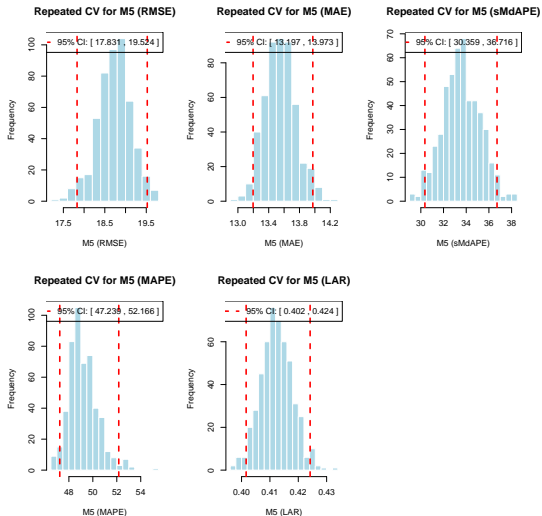 Repeated CV for M5 (RMSE)
95% CI: [ 17.831 , 19.524 ]
Frequency
0 20 40 60 80 100
17.5 18.5 19.5
M5 (RMSE)
Repeated CV for M5 (MAE)
95% CI: [ 13.197 , 13.973 ]
Frequency
0 20 40 60 80
13.0 13.4 13.8 14.2
M5 (MAE)
Repeated CV for M5 (sMdAPE)
95% CI: [ 30.359 , 36.716 ]
Frequency
0 10 20 30 40 50 60 70
30 32 34 36 38
M5 (sMdAPE)
Repeated CV for M5 (MAPE)
95% CI: [ 47.239 , 52.166 ]
Frequency
0 20 40 60 80 100
48 50 52 54
M5 (MAPE)
Repeated CV for M5 (LAR)
95% CI: [ 0.402 , 0.424 ]
Frequency
0 20 40 60
0.40 0.41 0.42 0.43
M5 (LAR)